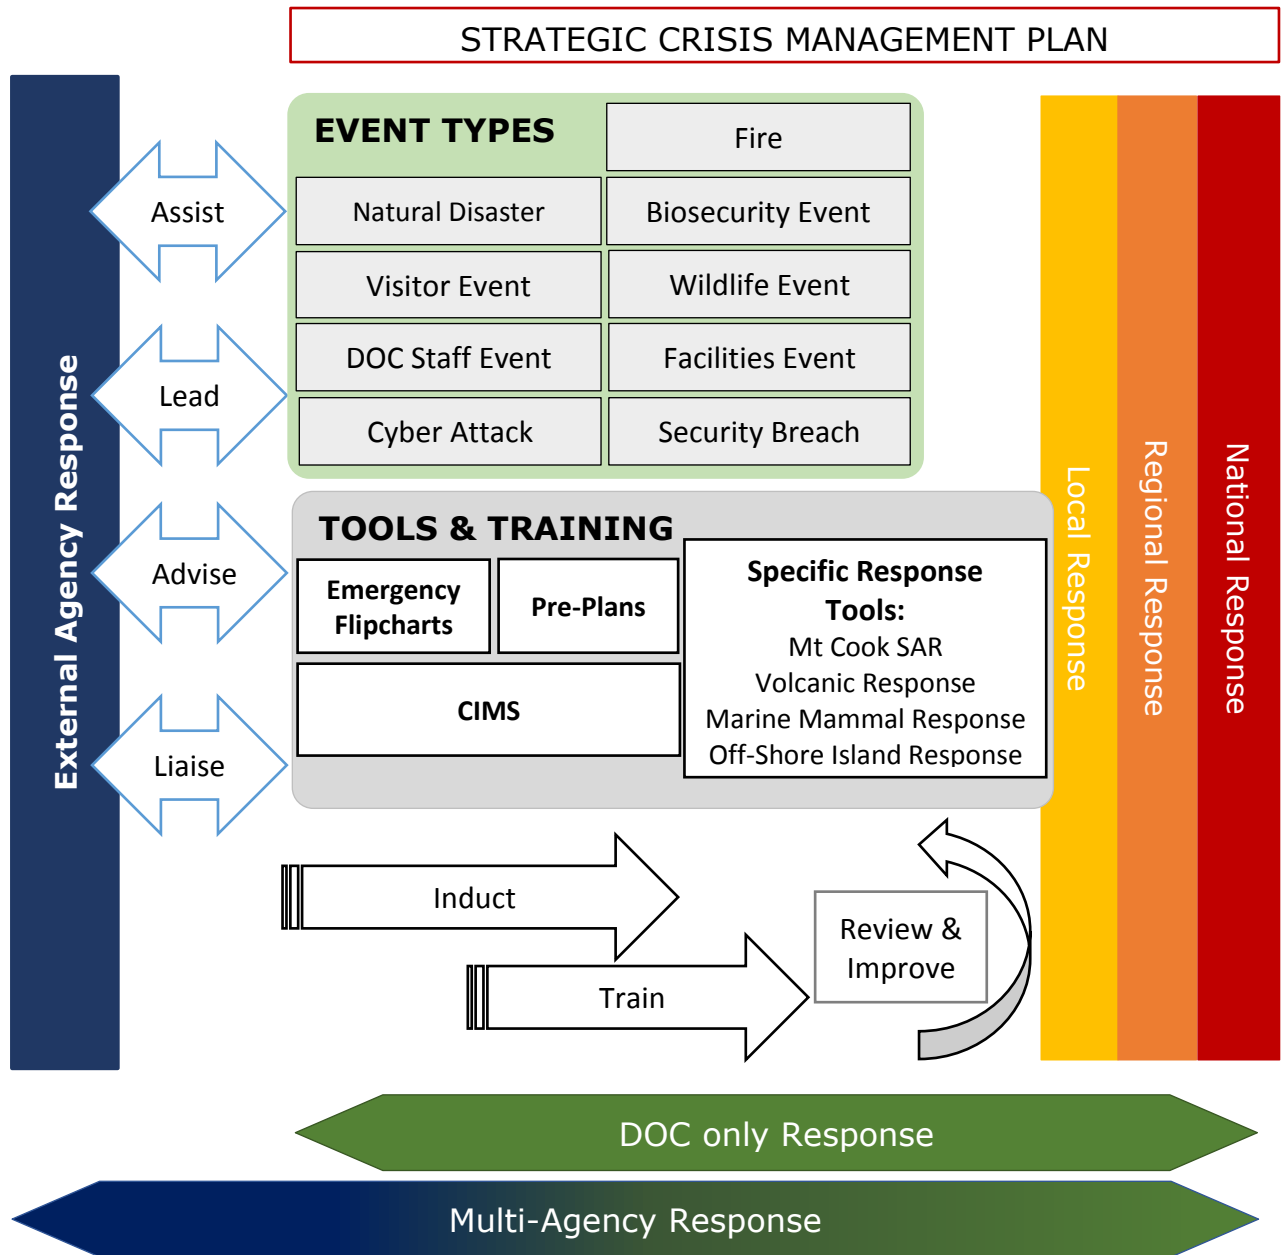 STRATEGIC CRISIS MANAGEMENT PLAN
External Agency Response
Assist
Lead
Advise
Liaise
EVENT TYPES
Fire
Natural Disaster
Biosecurity Event
Visitor Event
Wildlife Event
DOC Staff Event
Facilities Event
Cyber Attack
Security Breach
TOOLS & TRAINING
Emergency
Flipcharts
Pre-Plans
CIMS
Specific Response
Tools:
Mt Cook SAR
Volcanic Response
Marine Mammal Response
Off-Shore Island Response
Local Response
Regional Response
National Response
Induct
Train
Review &
Improve
DOC only Response
Multi-Agency Response